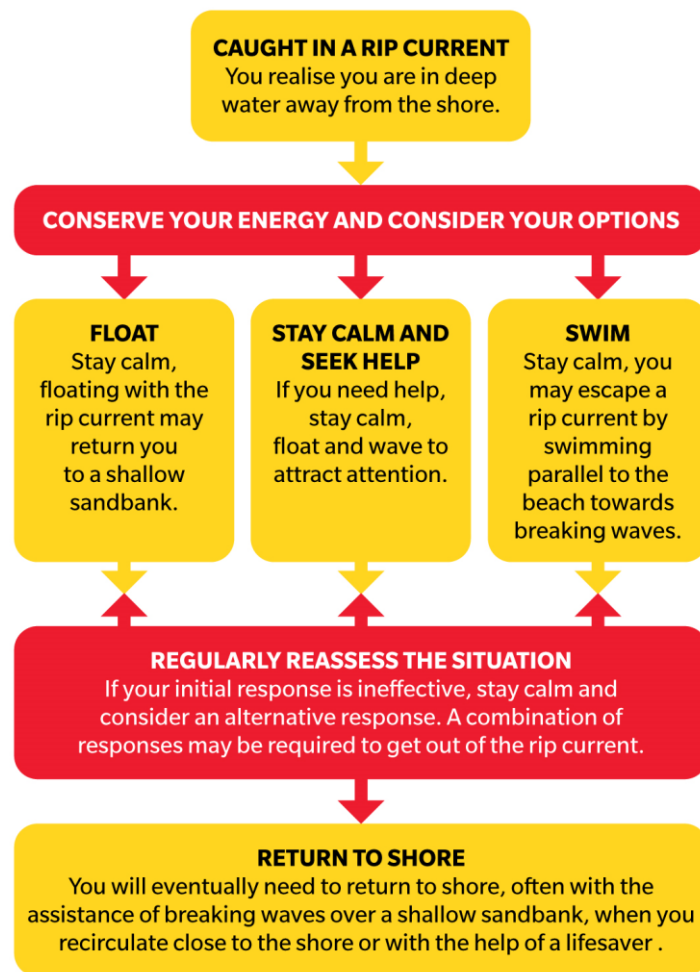 CAUGHT IN A RIP CURRENT
You realise you are in deep
water away from the shore.
CONSERVE YOUR ENERGY AND CONSIDER YOUR OPTIONS
FLOAT
Stay calm,
floating with the
rip current may
return you
to a shallow
sandbank.
STAY CALM AND
SEEK HELP
If you need help,
stay calm,
float and wave to
attract attention.
SWIM
Stay calm, you
may escape a
rip current by
swimming
parallel to the
beach towards
breaking waves.
REGULARLY REASSESS THE SITUATION
If your initial response is ineffective, stay calm and
consider an alternative response. A combination of
responses may be required to get out of the rip current.
RETURN TO SHORE
You will eventually need to return to shore, often with the
assistance of breaking waves over a shallow sandbank, when you
recirculate close to the shore or with the help of a lifesaver .